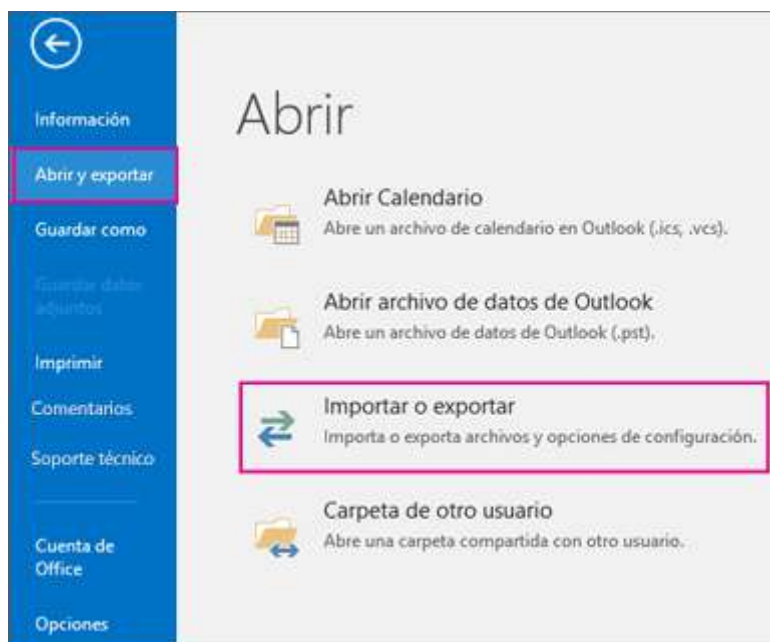 Información
Abrir y exportar
Guardar como
Guardar datos
adjuntos
Imprimir
Comentarios
Soporte técnico
Cuenta de
Office
Opciones
Abrir
Abrir Calendario
Abre un archivo de calendario en Outlook (.ics, .vcs).
Abrir archivo de datos de Outlook
Abre un archivo de datos de Outlook (.pst).
Importar o exportar
Importa o exporta archivos y opciones de configuración.
Carpeta de otro usuario
Abre una carpeta compartida con otro usuario.